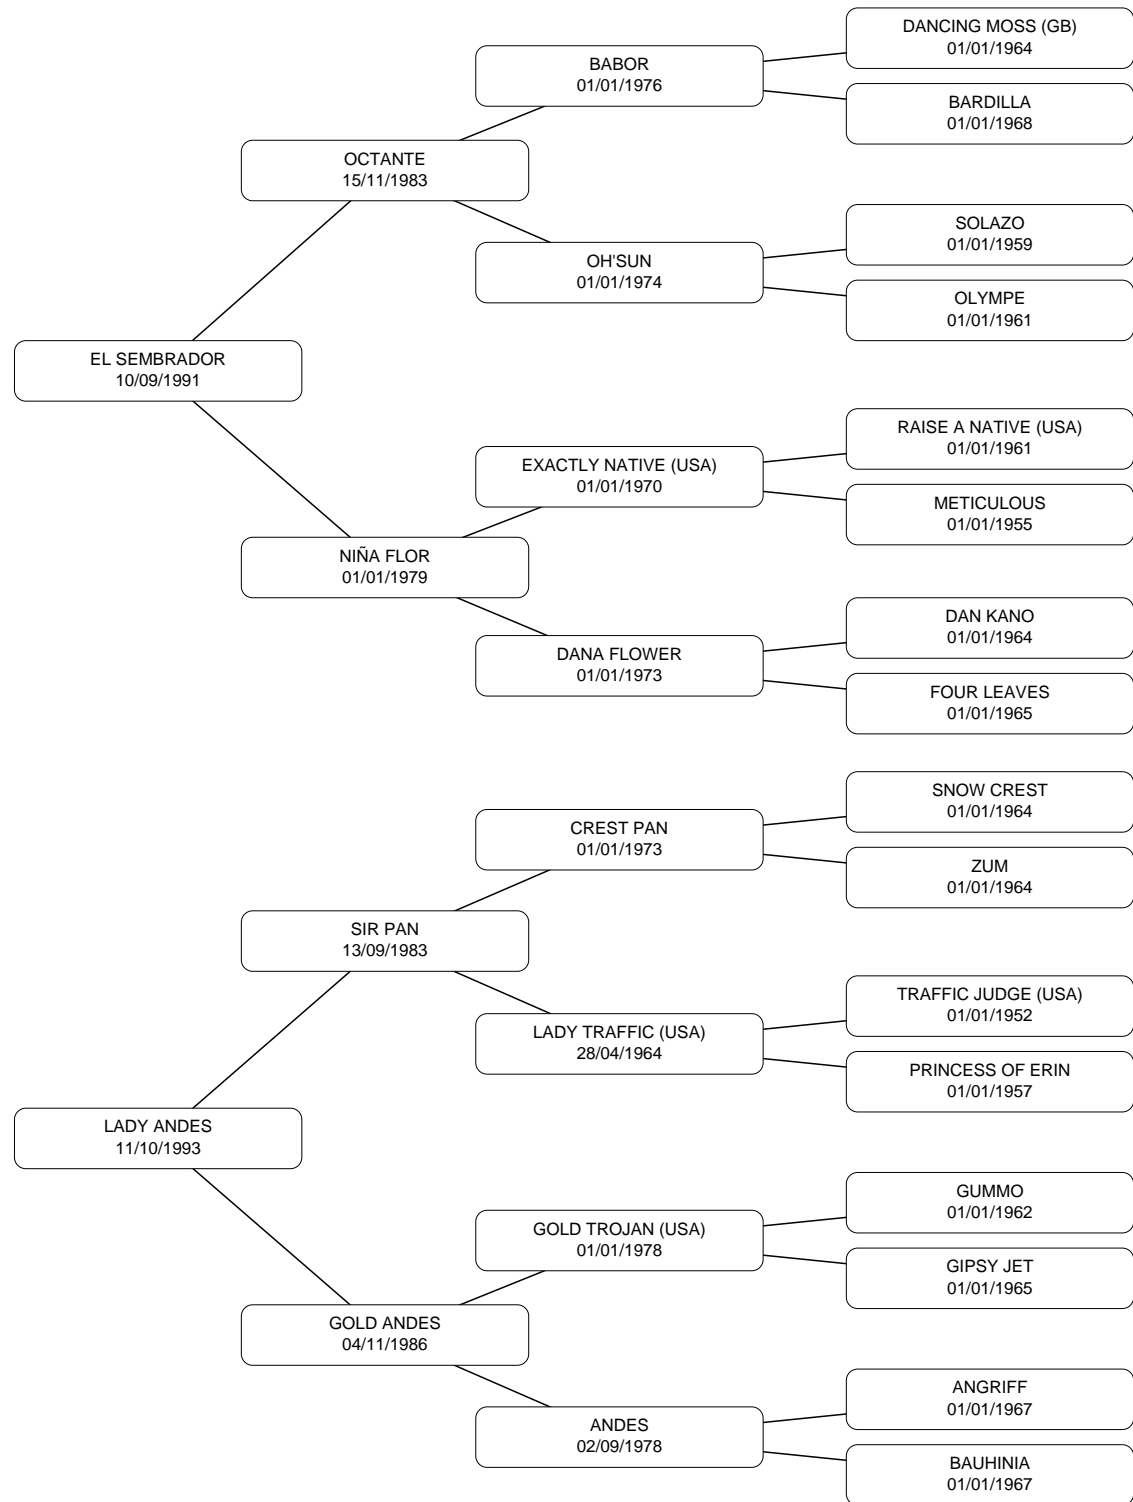 DANCING MOSS (GB)
01/01/1964
BABOR
01/01/1976
BARDILLA
01/01/1968
OCTANTE
15/11/1983
SOLAZO
01/01/1959
OH'SUN
01/01/1974
OLYMPE
01/01/1961
EL SEMBRADOR
10/09/1991
RAISE A NATIVE (USA)
01/01/1961
EXACTLY NATIVE (USA)
01/01/1970
METICULOUS
01/01/1955
NIÑA FLOR
01/01/1979
DAN KANO
01/01/1964
DANA FLOWER
01/01/1973
FOUR LEAVES
01/01/1965
SNOW CREST
01/01/1964
CREST PAN
01/01/1973
ZUM
01/01/1964
SIR PAN
13/09/1983
TRAFFIC JUDGE (USA)
01/01/1952
LADY TRAFFIC (USA)
28/04/1964
PRINCESS OF ERIN
01/01/1957
LADY ANDES
11/10/1993
GUMMO
01/01/1962
GOLD TROJAN (USA)
01/01/1978
GIPSY JET
01/01/1965
GOLD ANDES
04/11/1986
ANGRIFF
01/01/1967
ANDES
02/09/1978
BAUHINIA
01/01/1967